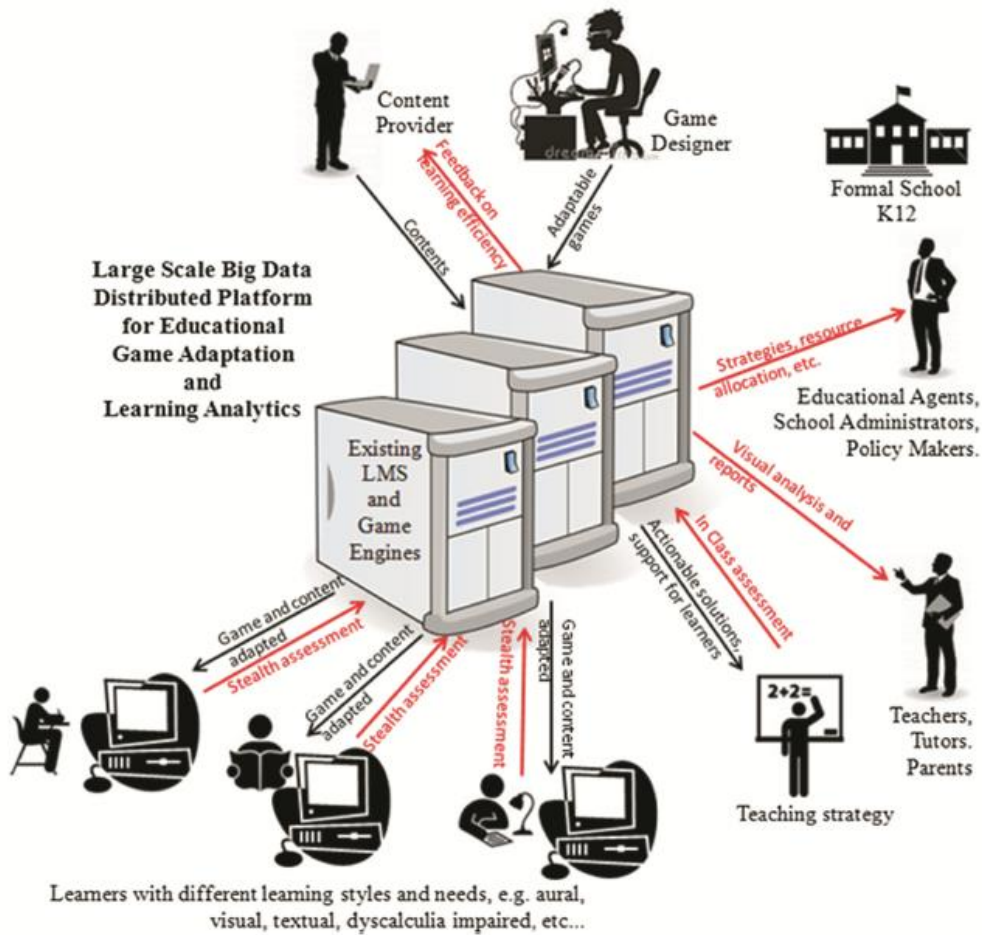 Content
Provider
Game
Designer
Formal School
K12
Feedback on
learning efficiency
Contents
Adaptable
games
Large Scale Big Data
Distributed Platform
for Educational
Game Adaptation
and
Learning Analytics
Strategies, resource
allocation, etc.
Educational Agents,
School Administrators,
Policy Makers.
Existing
LMS
and
Game
Engines
Visual analysis and
reports
In Class assessment
Actionable solutions,
support for learners
Game and content
adapted
Stealth assessment
Game and content
adapted
Stealth assessment
Stealth assessment
Game and content
adapted
2+2=
Teachers,
Tutors.
Parents
Teaching strategy
Learners with different learning styles and needs, e.g. aural,
visual, textual, dyscalculia impaired, etc...